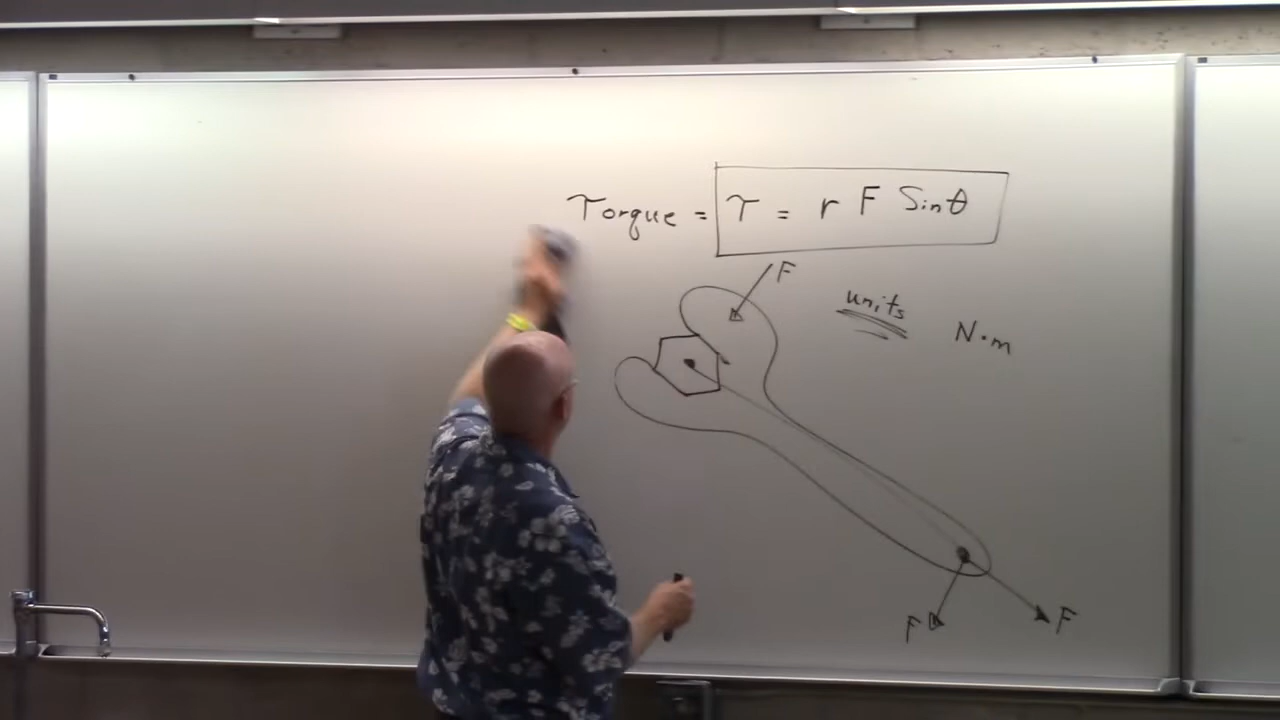 Torque = τ = r F Sinθ
F
units
N·m
F
F